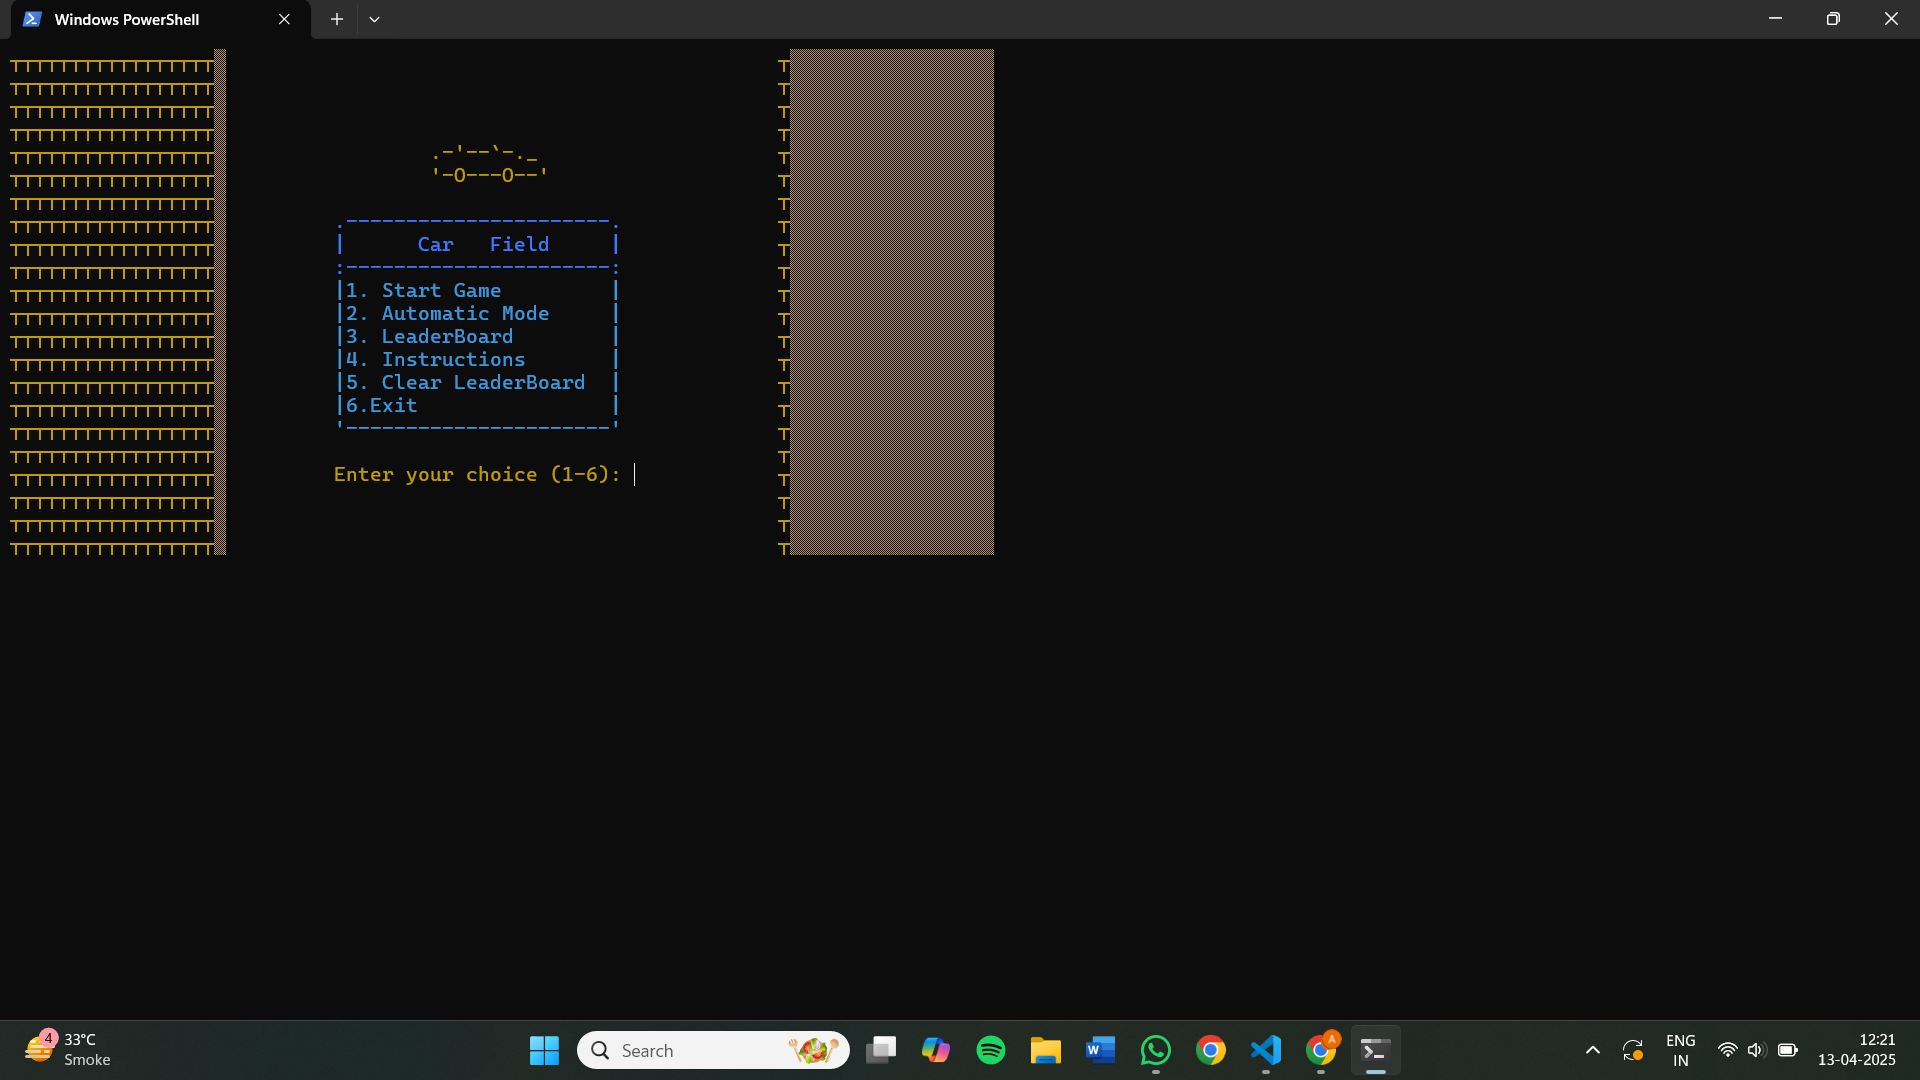 Windows PowerShell
.-'--`-._
'-O---O--'
.----------------------.
|      Car   Field     |
:----------------------:
|1. Start Game         |
|2. Automatic Mode     |
|3. LeaderBoard        |
|4. Instructions       |
|5. Clear LeaderBoard  |
|6.Exit                |
'----------------------'
Enter your choice (1-6):
4
33°C
Smoke
Search
W
A
ENG
IN
12:21
13-04-2025